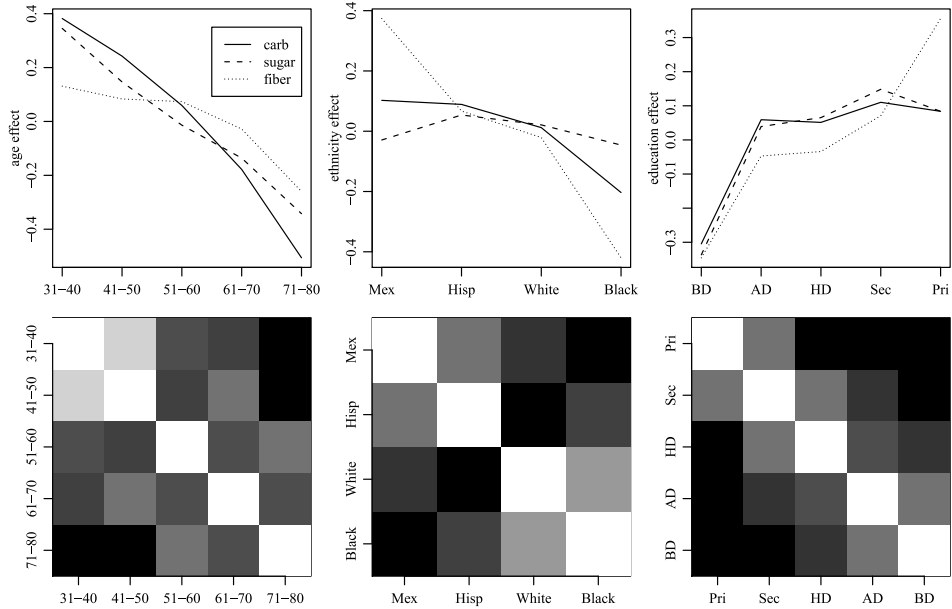 age effect
0.4
0.2
0.0
−0.2
−0.4
carb
sugar
fiber
31−40 41−50 51−60 61−70 71−80
ethnicity effect
0.4
0.2
0.0
−0.2
−0.4
Mex Hisp White Black
education effect
0.3
0.1
−0.1
−0.3
BD AD HD Sec Pri
31−40
41−50
51−60
61−70
71−80
31−40 41−50 51−60 61−70 71−80
Mex
Hisp
White
Black
Mex Hisp White Black
Pri
Sec
HD
AD
BD
Pri Sec HD AD BD